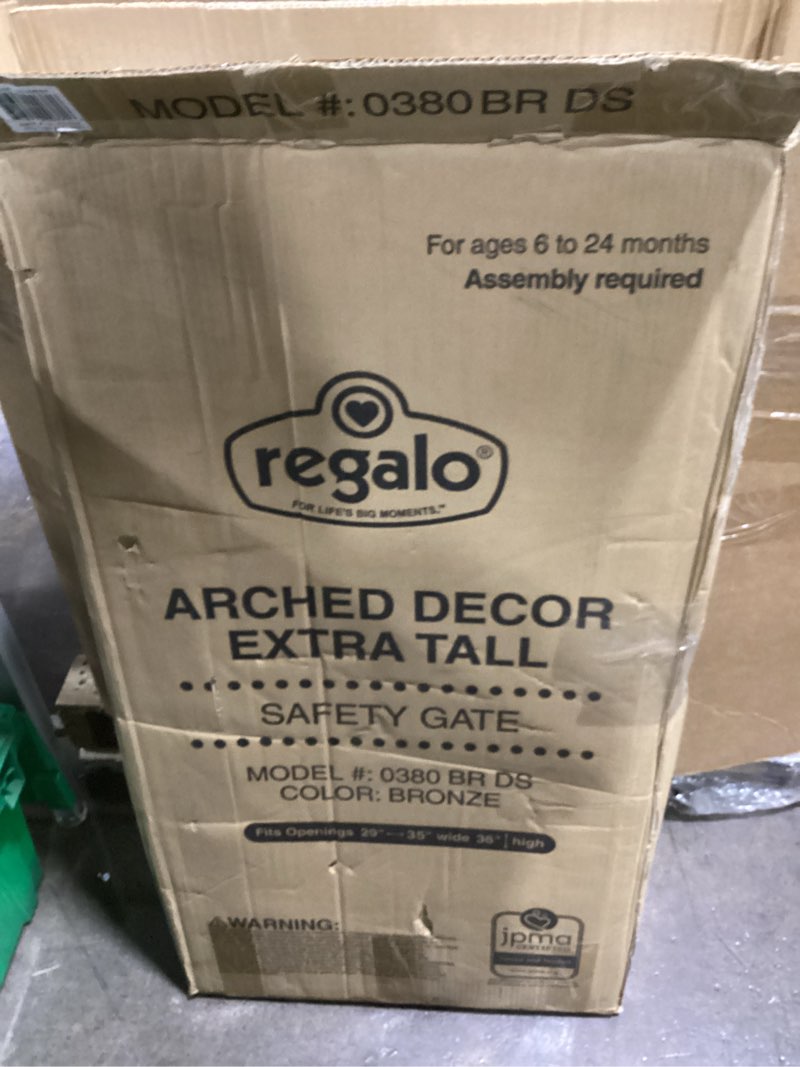 MODEL #: 0380 BR DS
For ages 6 to 24 months
Assembly required
regalo®
FOR LIFE'S BIG MOMENTS.™
ARCHED DECOR
EXTRA TALL
SAFETY GATE
MODEL #: 0380 BR DS
COLOR: BRONZE
Fits Openings 29" — 35" wide 36" high
WARNING:
jpma
CERTIFIED